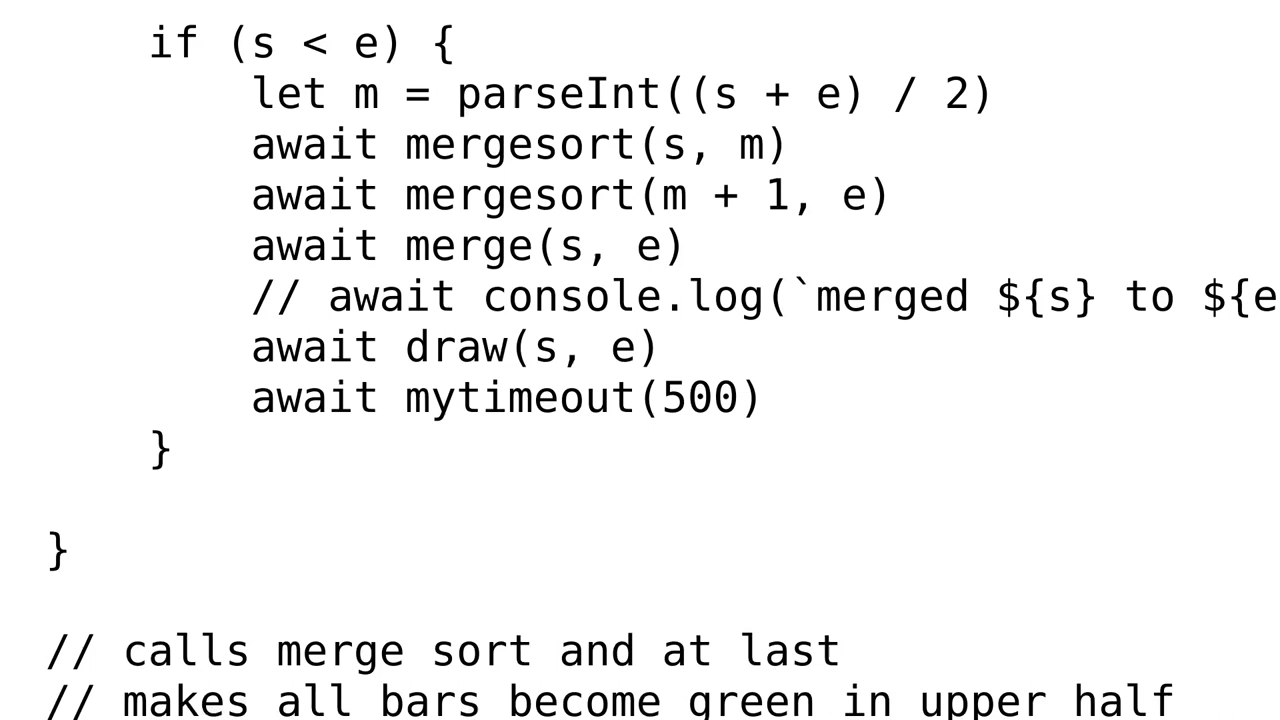 if (s < e) {
let m = parseInt((s + e) / 2)
await mergesort(s, m)
await mergesort(m + 1, e)
await merge(s, e)
// await console.log(`merged ${s} to ${e
await draw(s, e)
await mytimeout(500)
}
}
// calls merge sort and at last
// makes all bars become green in upper half